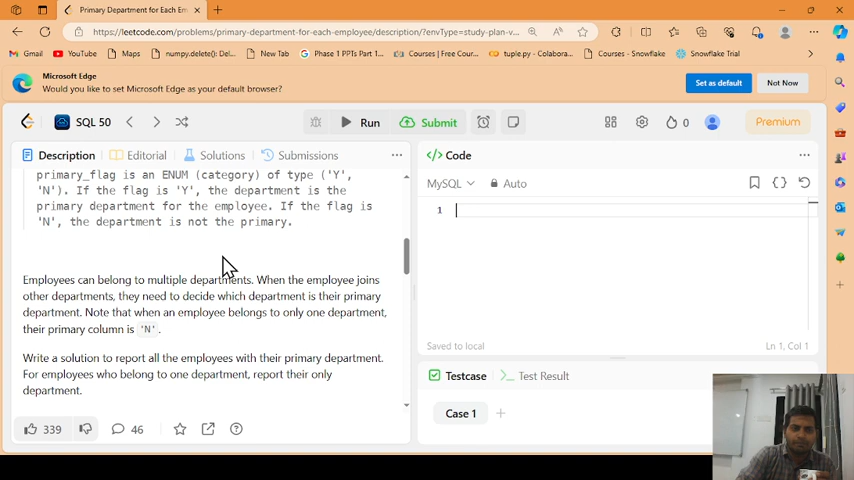 Primary Department for Each Em
https://leetcode.com/problems/primary-department-for-each-employee/description/?envType=study-plan-v...
Gmail
YouTube
Maps
numpy.delete(): Del...
New Tab
Phase 1 PPTs Part 1...
Courses | Free Cour...
tuple.py - Colabora...
Courses - Snowflake
Snowflake Trial
Microsoft Edge
Would you like to set Microsoft Edge as your default browser?
Set as default
Not Now
SQL 50
Run
Submit
0
Premium
Description
Editorial
Solutions
Submissions
primary_flag is an ENUM (category) of type ('Y',
'N'). If the flag is 'Y', the department is the
primary department for the employee. If the flag is
'N', the department is not the primary.
Employees can belong to multiple departments. When the employee joins
other departments, they need to decide which department is their primary
department. Note that when an employee belongs to only one department,
their primary column is 'N'.
Write a solution to report all the employees with their primary department.
For employees who belong to one department, report their only
department.
339
46
</> Code
MySQL
Auto
1
Saved to local
Ln 1, Col 1
Testcase
Test Result
Case 1